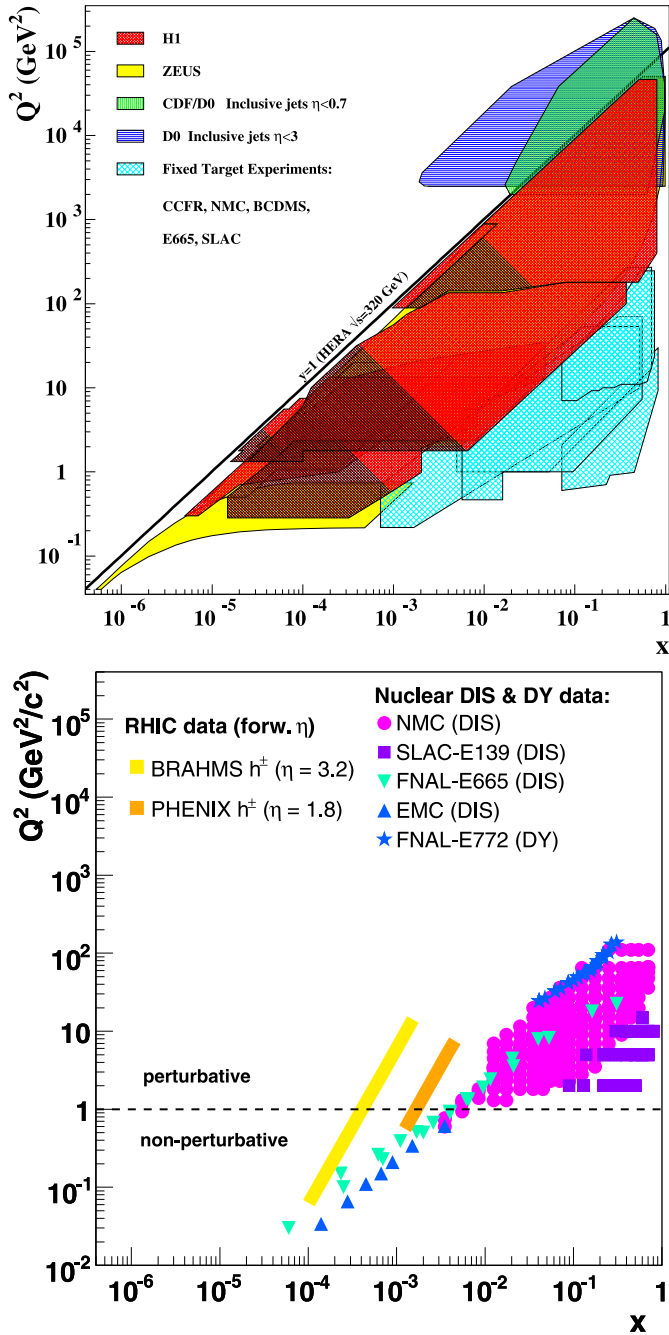 Q² (GeV²)
10⁵
10⁴
10³
10²
10
1
10⁻¹
H1
ZEUS
CDF/D0 Inclusive jets η<0.7
D0 Inclusive jets η<3
Fixed Target Experiments:
CCFR, NMC, BCDMS,
E665, SLAC
y=1 (HERA √s=320 GeV)
10⁻⁶ 10⁻⁵ 10⁻⁴ 10⁻³ 10⁻² 10⁻¹ 1
x
Q² (GeV²/c²)
10⁵
10⁴
10³
10²
10
1
10⁻¹
10⁻²
RHIC data (forw. η)
BRAHMS h± (η = 3.2)
PHENIX h± (η = 1.8)
Nuclear DIS & DY data:
NMC (DIS)
SLAC-E139 (DIS)
FNAL-E665 (DIS)
EMC (DIS)
FNAL-E772 (DY)
perturbative
non-perturbative
10⁻⁶ 10⁻⁵ 10⁻⁴ 10⁻³ 10⁻² 10⁻¹ 1
x